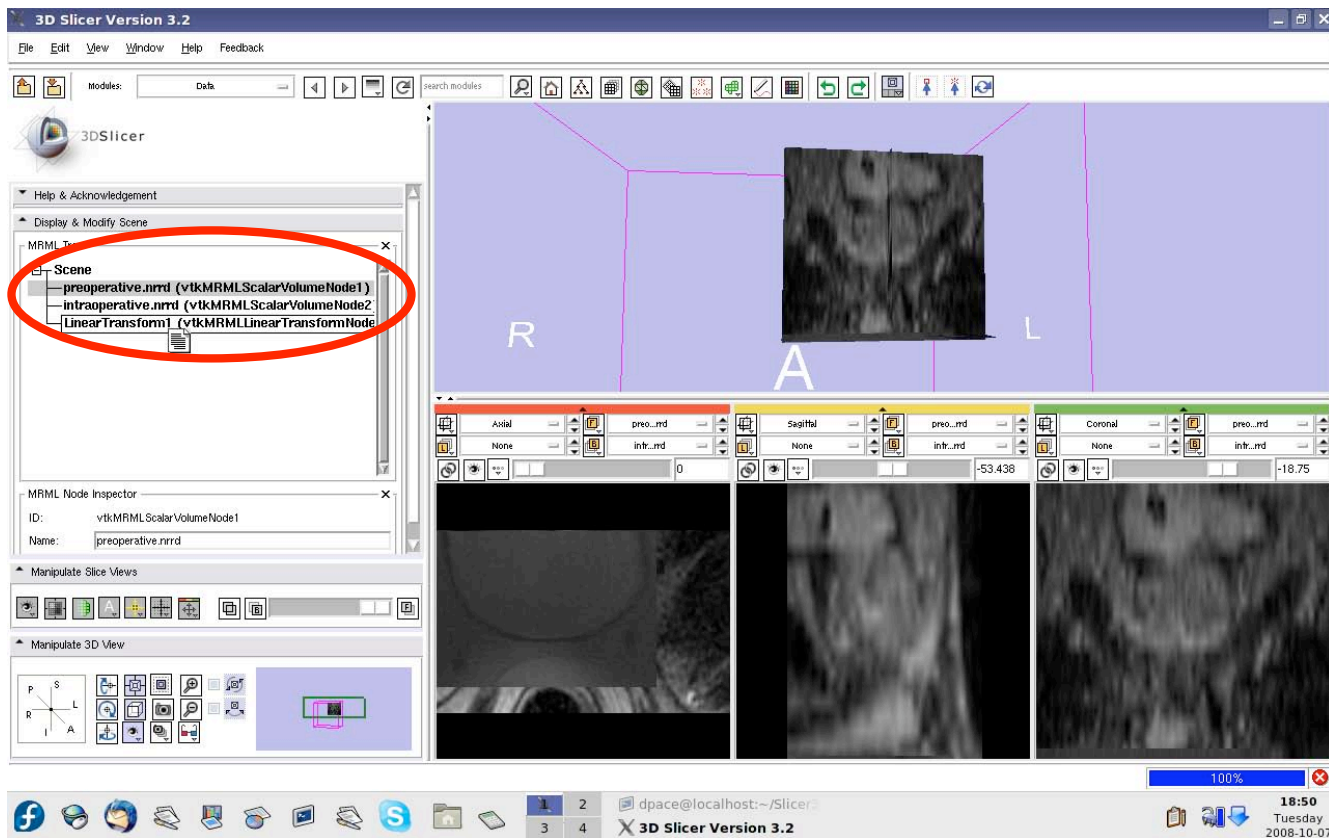 3D Slicer Version 3.2
File Edit View Window Help Feedback
Modules: Data search modules
3DSlicer
Help & Acknowledgement
Display & Modify Scene
MRML
Scene
preoperative.nrrd (vtkMRMLScalarVolumeNode1)
intraoperative.nrrd (vtkMRMLScalarVolumeNode2
LinearTransform1 (vtkMRMLLinearTransformNode
MRML Node Inspector
ID: vtkMRMLScalarVolumeNode1
Name: preoperative.nrrd
Manipulate Slice Views
Manipulate 3D View
P S
R L
I A
R L
A
Axial preo...rrd
None intr...rrd
0
Sagittal preo...rrd
None intr...rrd
-53.438
Coronal preo...rrd
None intr...rrd
-18.75
100%
1 2
3 4
dpace@localhost:~/Slicer3
3D Slicer Version 3.2
18:50
Tuesday